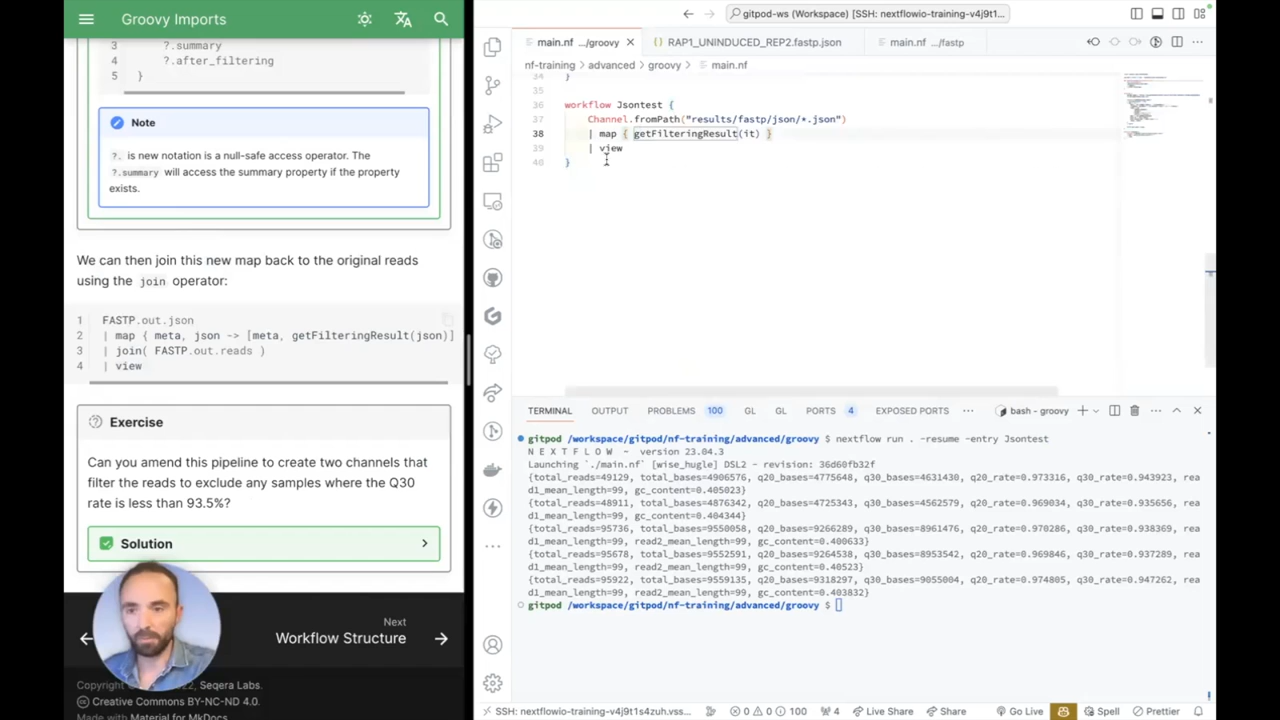 Groovy Imports
3 ?.summary
4 ?.after_filtering
5 }
Note
?. is new notation is a null-safe access operator. The
?.summary will access the summary property if the property
exists.
We can then join this new map back to the original reads
using the join operator:
1 FASTP.out.json
2 | map { meta, json -> [meta, getFilteringResult(json)]
3 | join( FASTP.out.reads )
4 | view
Exercise
Can you amend this pipeline to create two channels that
filter the reads to exclude any samples where the Q30
rate is less than 93.5%?
Solution
Next
Workflow Structure
Copyright 2022, Seqera Labs.
Creative Commons BY-NC-ND 4.0.
Made with Material for MkDocs
gitpod-ws (Workspace) [SSH: nextflowio-training-v4j9t1...
main.nf .../groovy
RAP1_UNINDUCED_REP2.fastp.json
main.nf .../fastp
nf-training > advanced > groovy > main.nf
34 }
35
36 workflow Jsontest {
37 Channel.fromPath("results/fastp/json/*.json")
38 | map { getFilteringResult(it) }
39 | view
40 }
TERMINAL OUTPUT PROBLEMS 100 GL GL PORTS 4 EXPOSED PORTS ... bash - groovy
gitpod /workspace/gitpod/nf-training/advanced/groovy $ nextflow run . -resume -entry Jsontest
N E X T F L O W ~ version 23.04.3
Launching `./main.nf` [wise_hugle] DSL2 - revision: 36d60fb32f
{total_reads=49129, total_bases=4906576, q20_bases=4775648, q30_bases=4631430, q20_rate=0.973316, q30_rate=0.943923, rea
d1_mean_length=99, gc_content=0.405023}
{total_reads=48911, total_bases=4876342, q20_bases=4725343, q30_bases=4562579, q20_rate=0.969034, q30_rate=0.935656, rea
d1_mean_length=99, gc_content=0.404344}
{total_reads=95736, total_bases=9550058, q20_bases=9266289, q30_bases=8961476, q20_rate=0.970286, q30_rate=0.938369, rea
d1_mean_length=99, read2_mean_length=99, gc_content=0.400633}
{total_reads=95678, total_bases=9552591, q20_bases=9264538, q30_bases=8953542, q20_rate=0.969846, q30_rate=0.937289, rea
d1_mean_length=99, read2_mean_length=99, gc_content=0.40523}
{total_reads=95922, total_bases=9559135, q20_bases=9318297, q30_bases=9055004, q20_rate=0.974805, q30_rate=0.947262, rea
d1_mean_length=99, read2_mean_length=99, gc_content=0.403832}
gitpod /workspace/gitpod/nf-training/advanced/groovy $
SSH: nextflowio-training-v4j9t1s4zuh.vss... 0 0 100 4 Live Share Share Go Live Spell Prettier